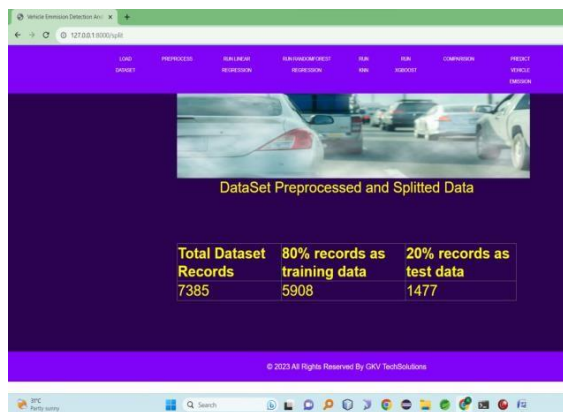 Vehicle Emmision Detection And
127.0.0.1:8000/split
LOAD DATASET
PREPROCESS
RUN LINEAR REGRESSION
RUN RANDOMFOREST REGRESSION
RUN KNN
RUN XGBOOST
COMPARISION
PREDICT VEHICLE EMISSION
DataSet Preprocessed and Splitted Data
Total Dataset Records
80% records as training data
20% records as test data
7385
5908
1477
© 2023 All Rights Reserved By GKV TechSolutions
31°C
Partly sunny
Search